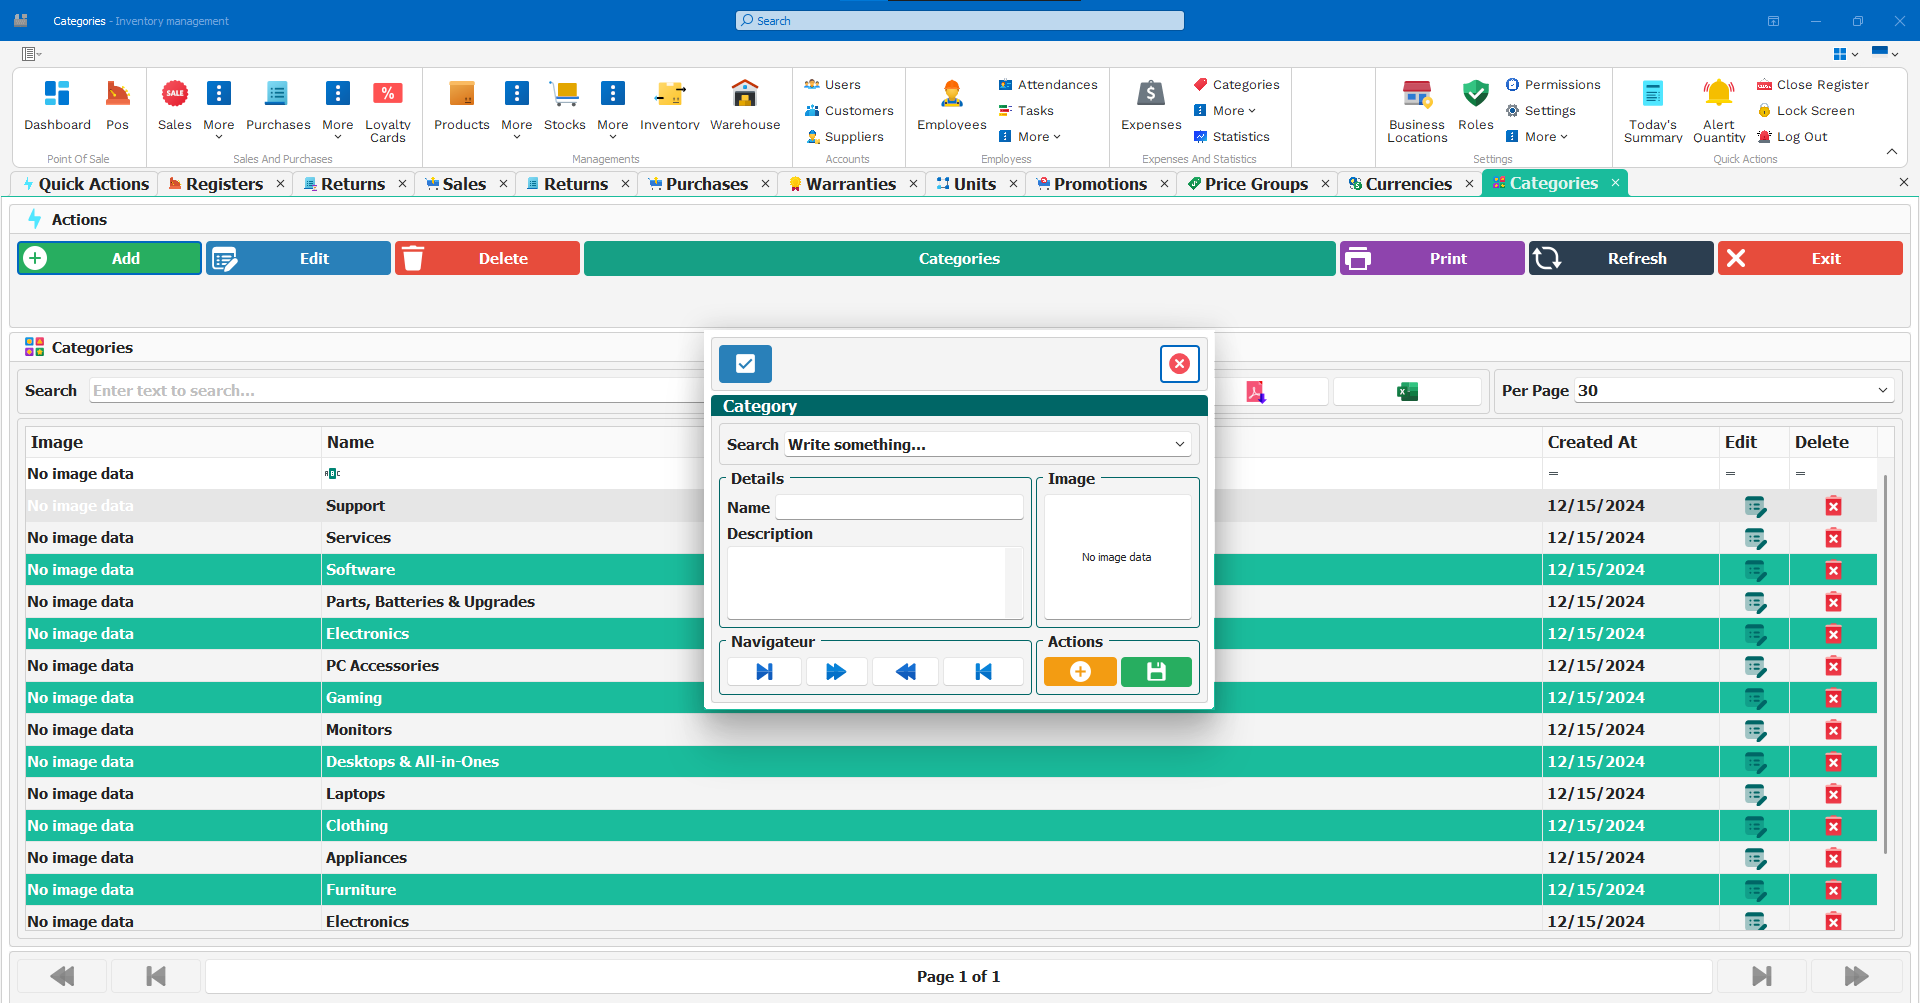 Categories - Inventory management
Search
Dashboard
Pos
Point Of Sale
SALE
Sales
More
Purchases
More
Loyalty
Cards
Sales And Purchases
Products
More
Stocks
More
Inventory
Warehouse
Managements
Users
Customers
Suppliers
Accounts
Employees
Attendances
Tasks
More
Employess
Expenses
Categories
More
Statistics
Expenses And Statistics
Business
Locations
Roles
Permissions
Settings
More
Settings
Today's
Summary
Alert
Quantity
Close Register
Lock Screen
Log Out
Quick Actions
Quick Actions
Registers
Returns
Sales
Returns
Purchases
Warranties
Units
Promotions
Price Groups
Currencies
Categories
Actions
Add
Edit
Delete
Categories
Print
Refresh
Exit
Categories
Search Enter text to search...
Per Page 30
Image Name Created At Edit Delete
No image data = = =
No image data Support 12/15/2024
No image data Services 12/15/2024
No image data Software 12/15/2024
No image data Parts, Batteries & Upgrades 12/15/2024
No image data Electronics 12/15/2024
No image data PC Accessories 12/15/2024
No image data Gaming 12/15/2024
No image data Monitors 12/15/2024
No image data Desktops & All-in-Ones 12/15/2024
No image data Laptops 12/15/2024
No image data Clothing 12/15/2024
No image data Appliances 12/15/2024
No image data Furniture 12/15/2024
No image data Electronics 12/15/2024
Category
Search Write something...
Details
Name
Description
Image
No image data
Navigateur
Actions
Page 1 of 1